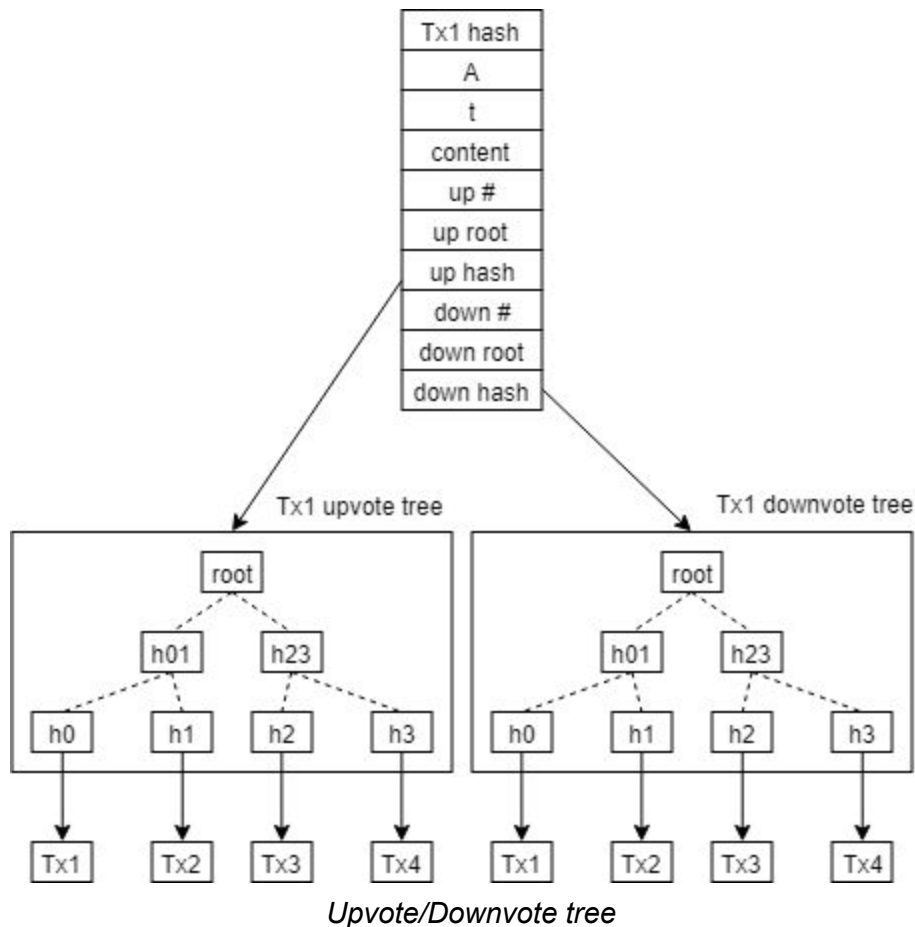 Tx1 hash
A
t
content
up #
up root
up hash
down #
down root
down hash
Tx1 upvote tree
Tx1 downvote tree
root
root
h01
h23
h01
h23
h0
h1
h2
h3
h0
h1
h2
h3
Tx1
Tx2
Tx3
Tx4
Tx1
Tx2
Tx3
Tx4
Upvote/Downvote tree